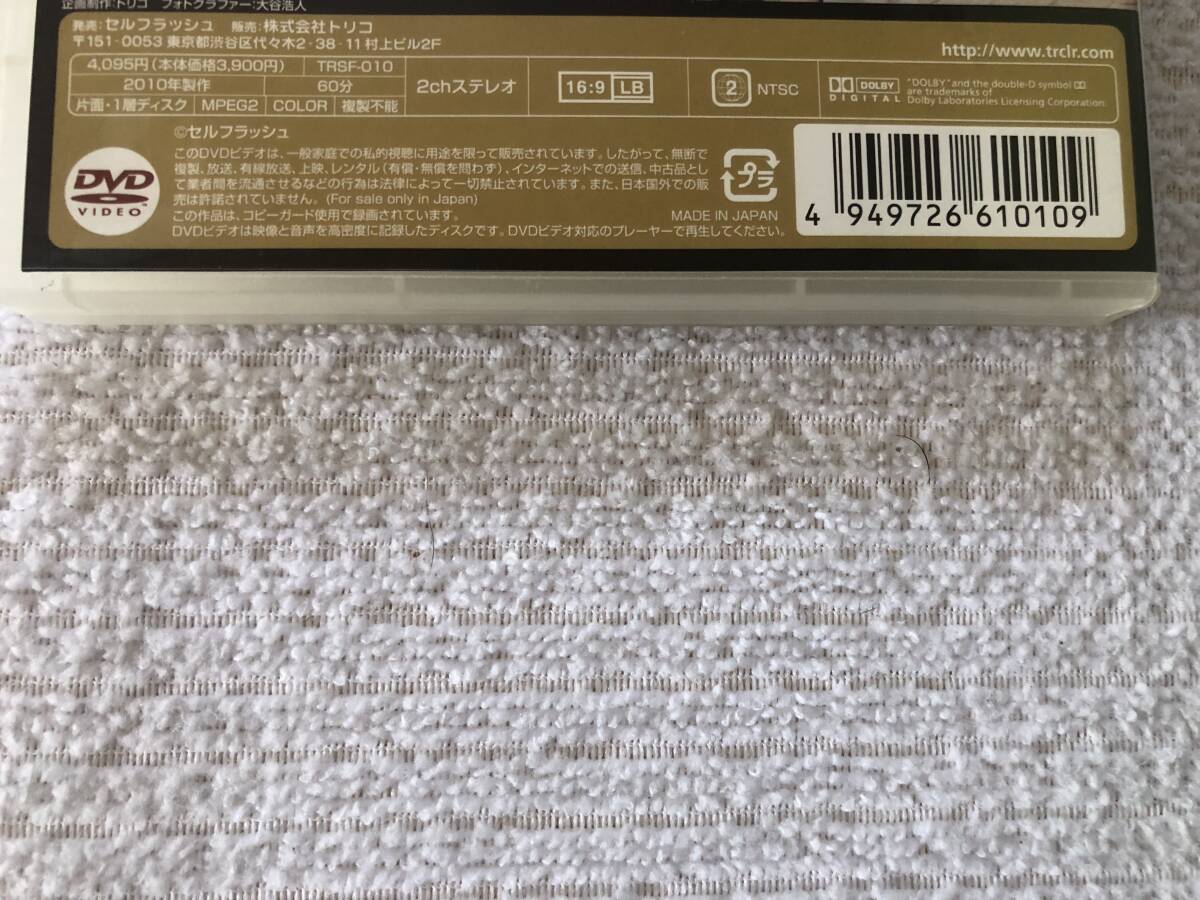 企画制作:トリコ フォトグラファー:大谷浩人
発売:セルフラッシュ 販売:株式会社トリコ
〒151-0053 東京都渋谷区代々木2-38-11村上ビル2F
http://www.trclr.com
4,095円(本体価格3,900円) TRSF-010
2010年製作 60分
片面・1層ディスク MPEG2 COLOR 複製不能
2chステレオ
16:9 LB
2 NTSC
DOLBY
DIGITAL
"DOLBY" and the double-D symbol
are trademarks of
Dolby Laboratories Licensing Corporation.
©セルフラッシュ
DVD
VIDEO™
このDVDビデオは、一般家庭での私的視聴に用途を限って販売されています。したがって、無断で
複製、放送、有線放送、上映、レンタル(有償・無償を問わず)、インターネットでの送信、中古品とし
て業者間を流通させるなどの行為は法律によって一切禁止されています。また、日本国外での販
売は許諾されていません。(For sale only in Japan)
この作品は、コピーガード使用で録画されています。
DVDビデオは映像と音声を高密度に記録したディスクです。DVDビデオ対応のプレーヤーで再生してください。
プラ
MADE IN JAPAN
4 949726 610109